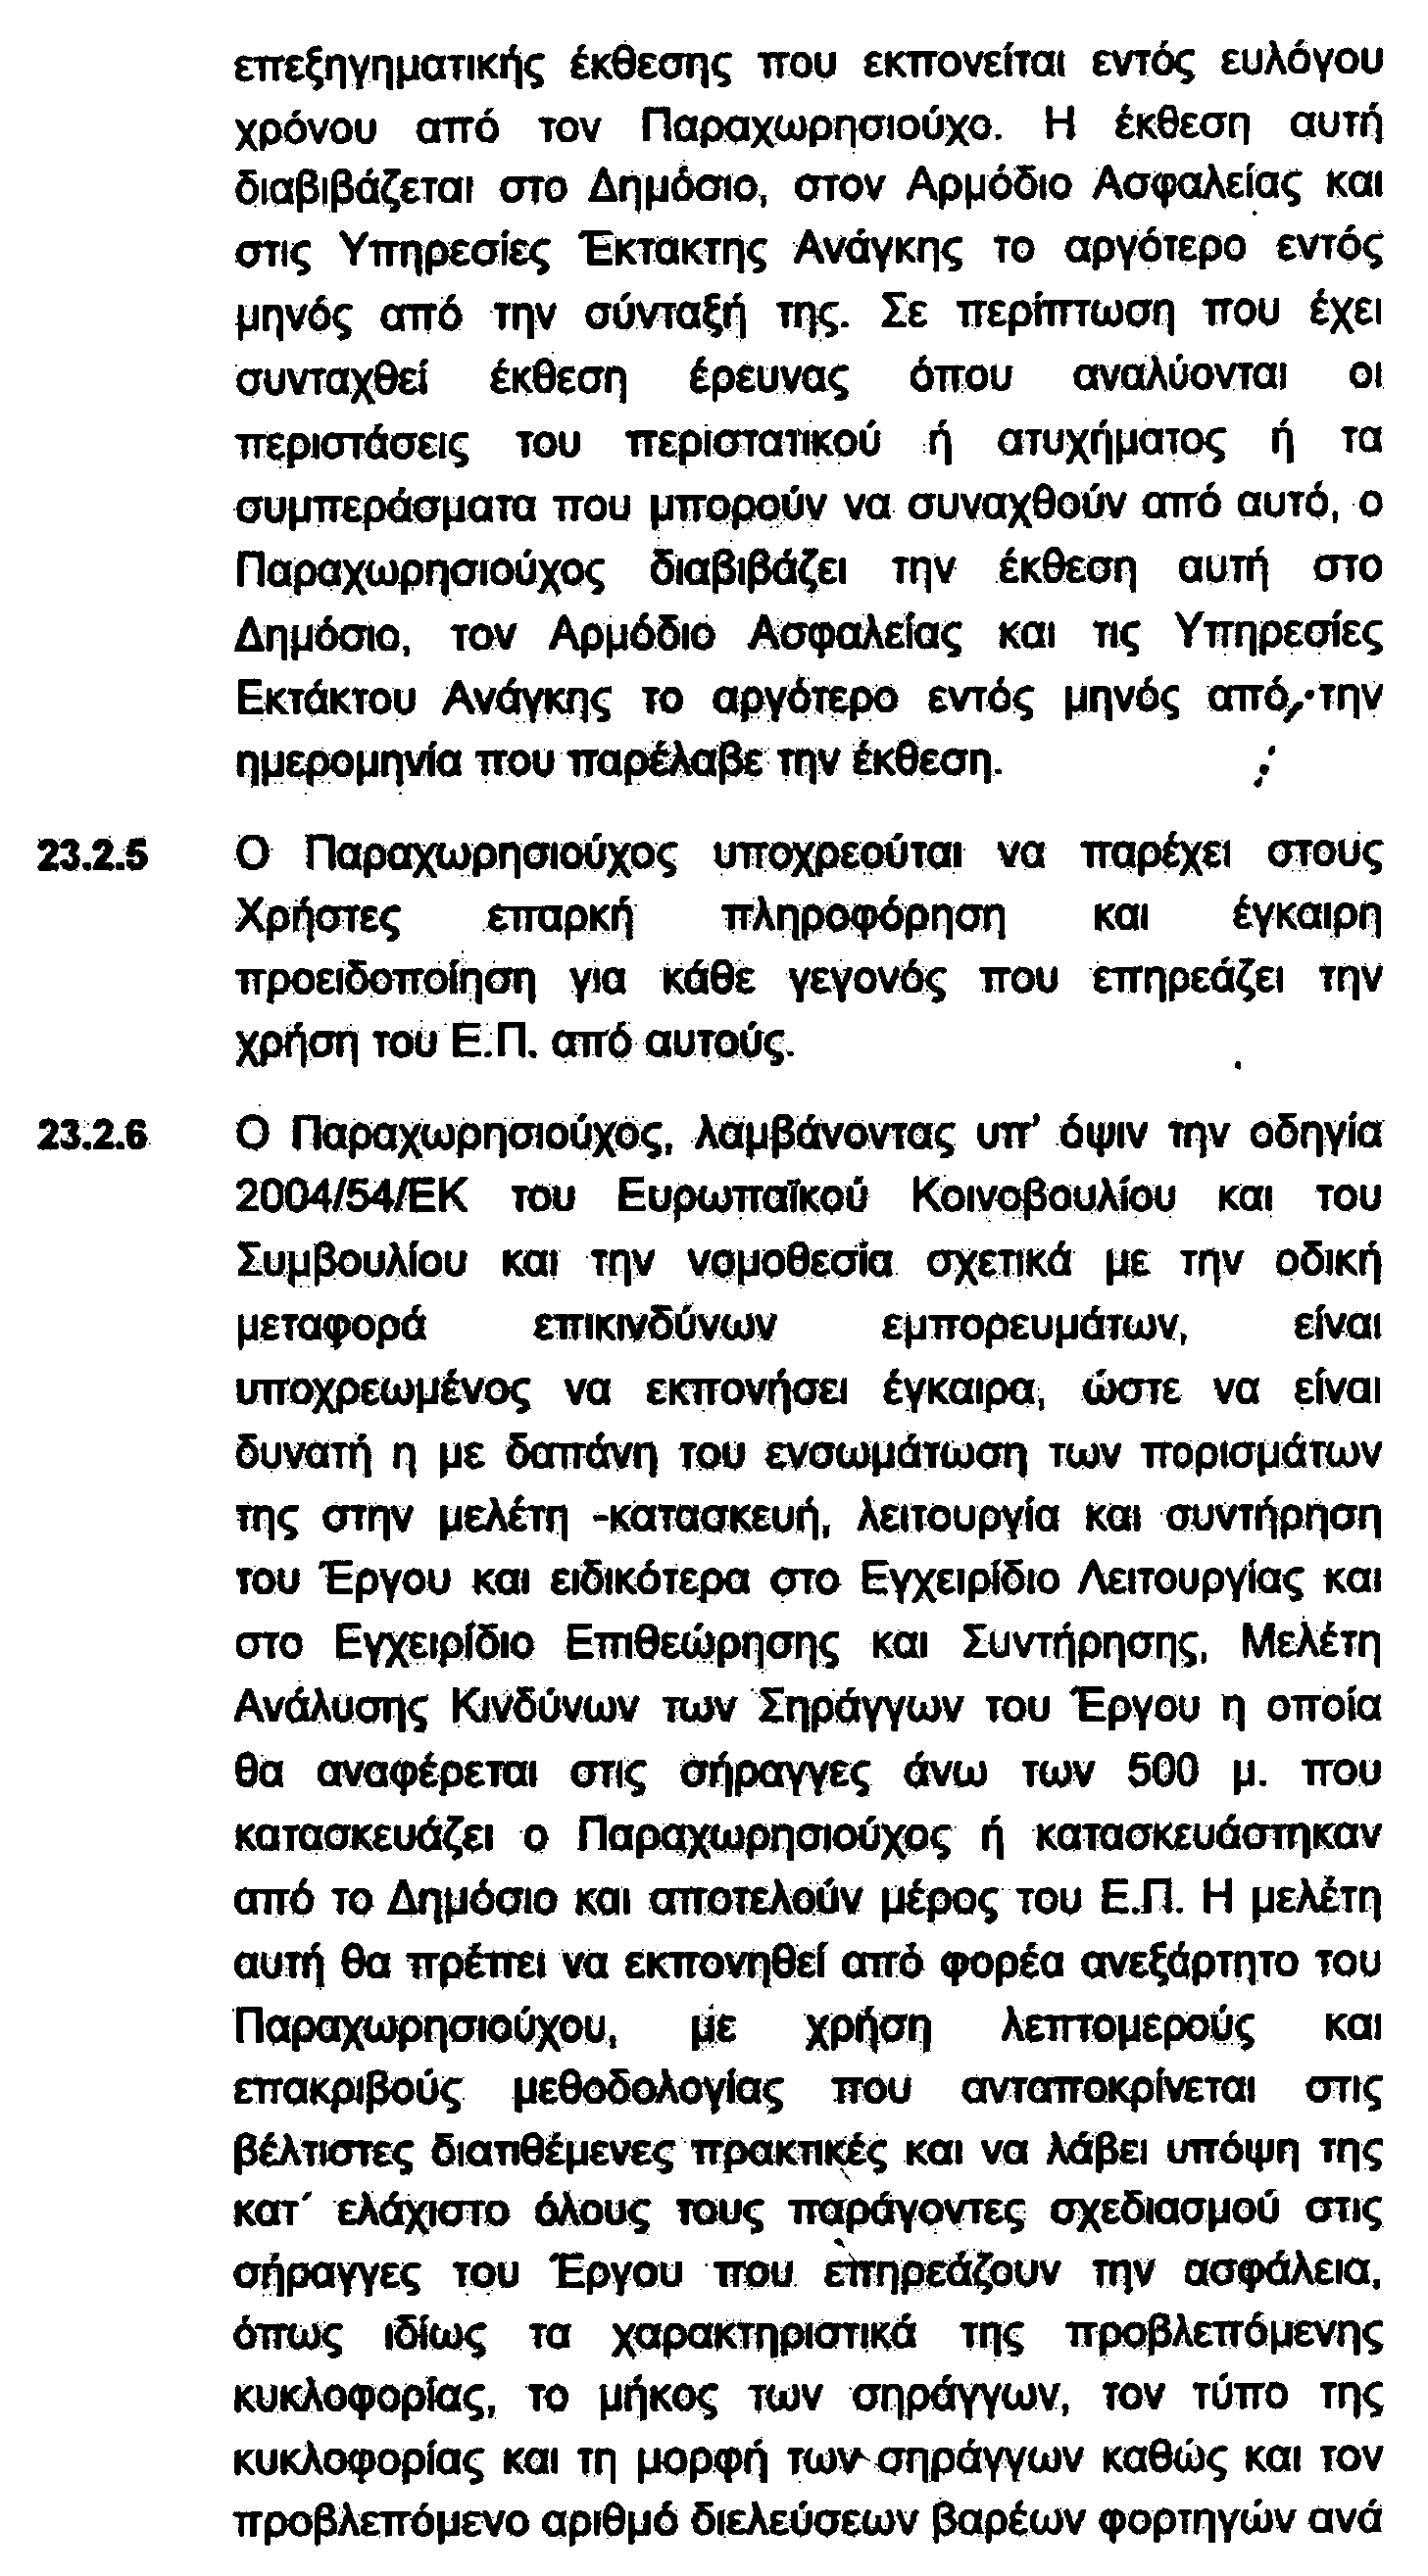 επεξηγηματικής έκθεσης που εκπονείται εντός ευλόγου
χρόνου από τον Παραχωρησιούχο. Η έκθεση αυτή
διαβιβάζεται στο Δημόσιο, στον Αρμόδιο Ασφαλείας και
στις Υπηρεσίες Έκτακτης Ανάγκης το αργότερο εντός
μηνός από την σύνταξή της. Σε περίπτωση που έχει
συνταχθεί έκθεση έρευνας όπου αναλύονται οι
περιστάσεις του περιστατικού ή ατυχήματος ή τα
συμπεράσματα που μπορούν να συναχθούν από αυτό, ο
Παραχωρησιούχος διαβιβάζει την έκθεση αυτή στο
Δημόσιο, τον Αρμόδιο Ασφαλείας και τις Υπηρεσίες
Εκτάκτου Ανάγκης το αργότερο εντός μηνός από την
ημερομηνία που παρέλαβε την έκθεση.
23.2.5 Ο Παραχωρησιούχος υποχρεούται να παρέχει στους
Χρήστες επαρκή πληροφόρηση και έγκαιρη
προειδοποίηση για κάθε γεγονός που επηρεάζει την
χρήση του Ε.Π. από αυτούς.
23.2.6 Ο Παραχωρησιούχος, λαμβάνοντας υπ' όψιν την οδηγία
2004/54/ΕΚ του Ευρωπαϊκού Κοινοβουλίου και του
Συμβουλίου και την νομοθεσία σχετικά με την οδική
μεταφορά επικινδύνων εμπορευμάτων, είναι
υποχρεωμένος να εκπονήσει έγκαιρα, ώστε να είναι
δυνατή η με δαπάνη του ενσωμάτωση των πορισμάτων
της στην μελέτη -κατασκευή, λειτουργία και συντήρηση
του Έργου και ειδικότερα στο Εγχειρίδιο Λειτουργίας και
στο Εγχειρίδιο Επιθεώρησης και Συντήρησης, Μελέτη
Ανάλυσης Κινδύνων των Σηράγγων του Έργου η οποία
θα αναφέρεται στις σήραγγες άνω των 500 μ. που
κατασκευάζει ο Παραχωρησιούχος ή κατασκευάστηκαν
από το Δημόσιο και αποτελούν μέρος του Ε.Π. Η μελέτη
αυτή θα πρέπει να εκπονηθεί από φορέα ανεξάρτητο του
Παραχωρησιούχου, με χρήση λεπτομερούς και
επακριβούς μεθοδολογίας που ανταποκρίνεται στις
βέλτιστες διατιθέμενες πρακτικές και να λάβει υπόψη της
κατ' ελάχιστο όλους τους παράγοντες σχεδιασμού στις
σήραγγες του Έργου που επηρεάζουν την ασφάλεια,
όπως ιδίως τα χαρακτηριστικά της προβλεπόμενης
κυκλοφορίας, το μήκος των σηράγγων, τον τύπο της
κυκλοφορίας και τη μορφή των σηράγγων καθώς και τον
προβλεπόμενο αριθμό διελεύσεων βαρέων φορτηγών ανά